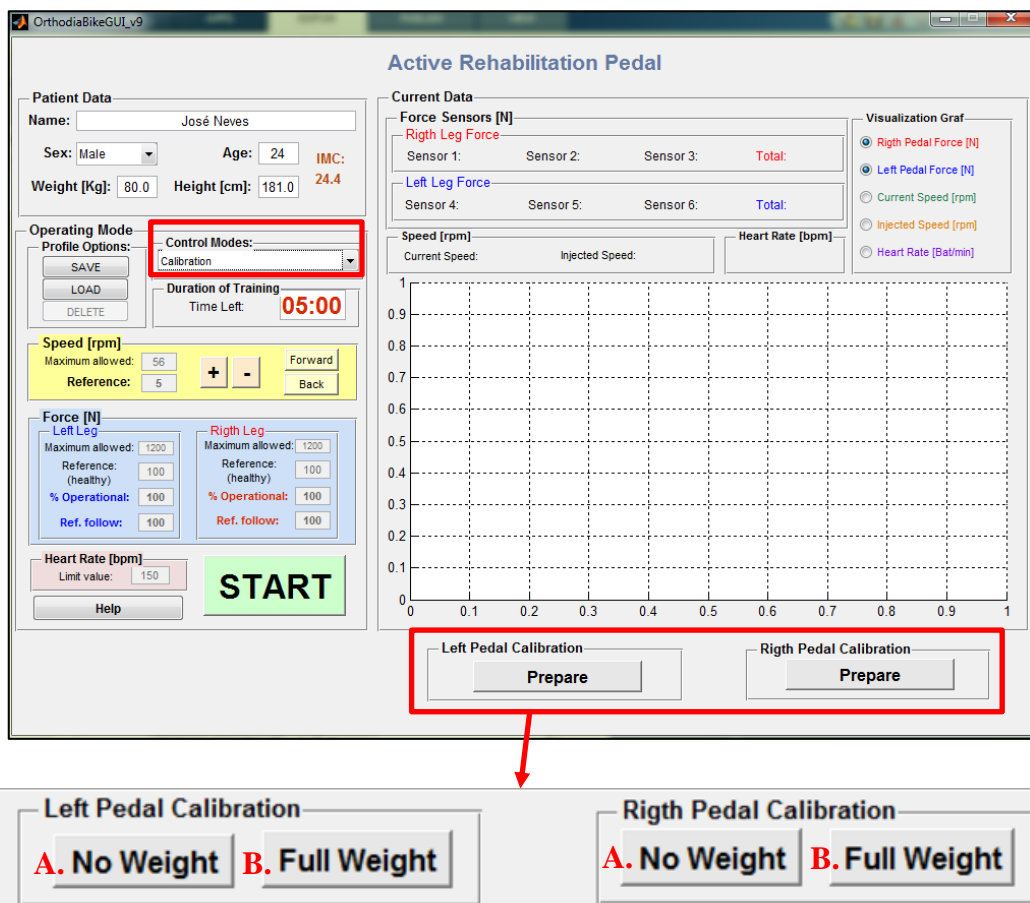 OrthodiaBikeGUI_v9
Active Rehabilitation Pedal
Patient Data
Name: José Neves
Sex: Male Age: 24 IMC:
Weight [Kg]: 80.0 Height [cm]: 181.0 24.4
Operating Mode
Profile Options:
SAVE
LOAD
DELETE
Control Modes:
Calibration
Duration of Training
Time Left: 05:00
Speed [rpm]
Maximum allowed: 56
Reference: 5
+ -
Forward
Back
Force [N]
Left Leg
Maximum allowed: 1200
Reference: 100
(healthy)
% Operational: 100
Ref. follow: 100
Rigth Leg
Maximum allowed: 1200
Reference: 100
(healthy)
% Operational: 100
Ref. follow: 100
Heart Rate [bpm]
Limit value: 150
Help
START
Current Data
Force Sensors [N]
Rigth Leg Force
Sensor 1: Sensor 2: Sensor 3: Total:
Left Leg Force
Sensor 4: Sensor 5: Sensor 6: Total:
Speed [rpm]
Current Speed: Injected Speed:
Heart Rate [bpm]
Visualization Graf
Rigth Pedal Force [N]
Left Pedal Force [N]
Current Speed [rpm]
Injected Speed [rpm]
Heart Rate [Bat/min]
1
0.9
0.8
0.7
0.6
0.5
0.4
0.3
0.2
0.1
0
0 0.1 0.2 0.3 0.4 0.5 0.6 0.7 0.8 0.9 1
Left Pedal Calibration
Prepare
Rigth Pedal Calibration
Prepare
Left Pedal Calibration
A. No Weight B. Full Weight
Rigth Pedal Calibration
A. No Weight B. Full Weight